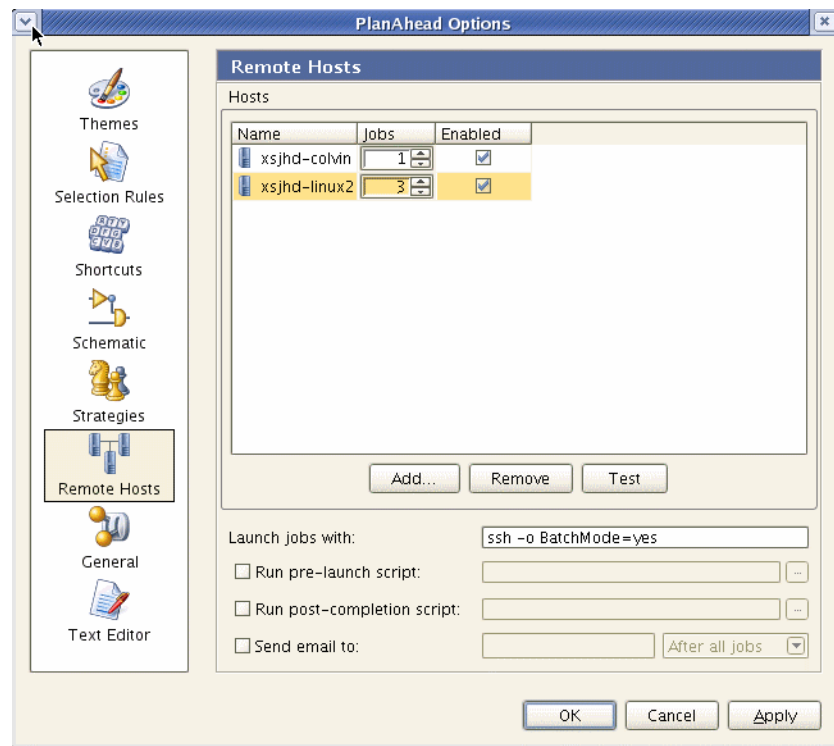 PlanAhead Options
Themes
Selection Rules
Shortcuts
Schematic
Strategies
Remote Hosts
General
Text Editor
Remote Hosts
Hosts
Name Jobs Enabled
xsjhd-colvin 1
xsjhd-linux2 3
Add... Remove Test
Launch jobs with: ssh -o BatchMode=yes
Run pre-launch script: ...
Run post-completion script: ...
Send email to: After all jobs
OK Cancel Apply